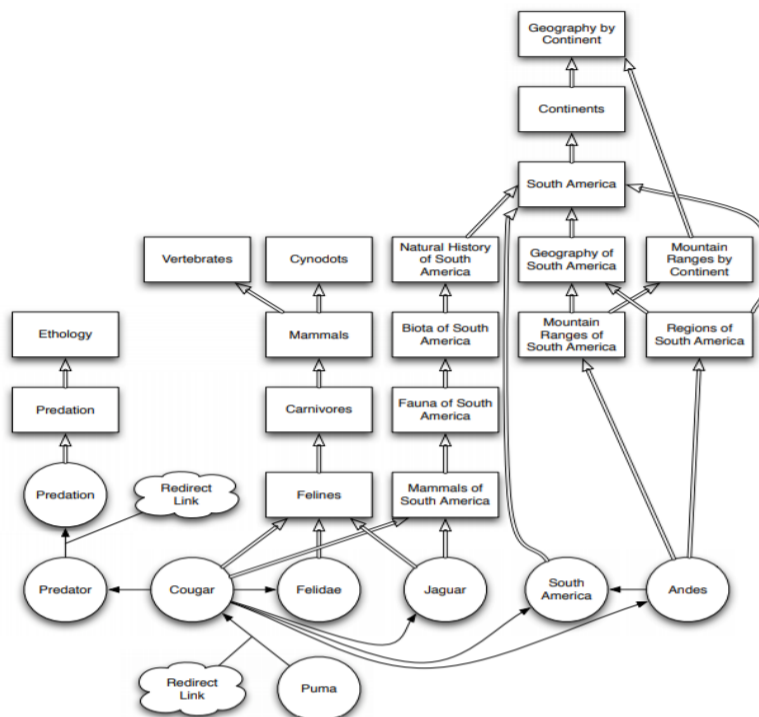 Geography by
Continent
Continents
South America
Vertebrates
Cynodots
Natural History
of South
America
Geography of
South America
Mountain
Ranges by
Continent
Ethology
Mammals
Biota of South
America
Mountain
Ranges of
South America
Regions of
South America
Predation
Carnivores
Fauna of South
America
Predation
Redirect
Link
Felines
Mammals of
South America
Predator
Cougar
Felidae
Jaguar
South
America
Andes
Redirect
Link
Puma